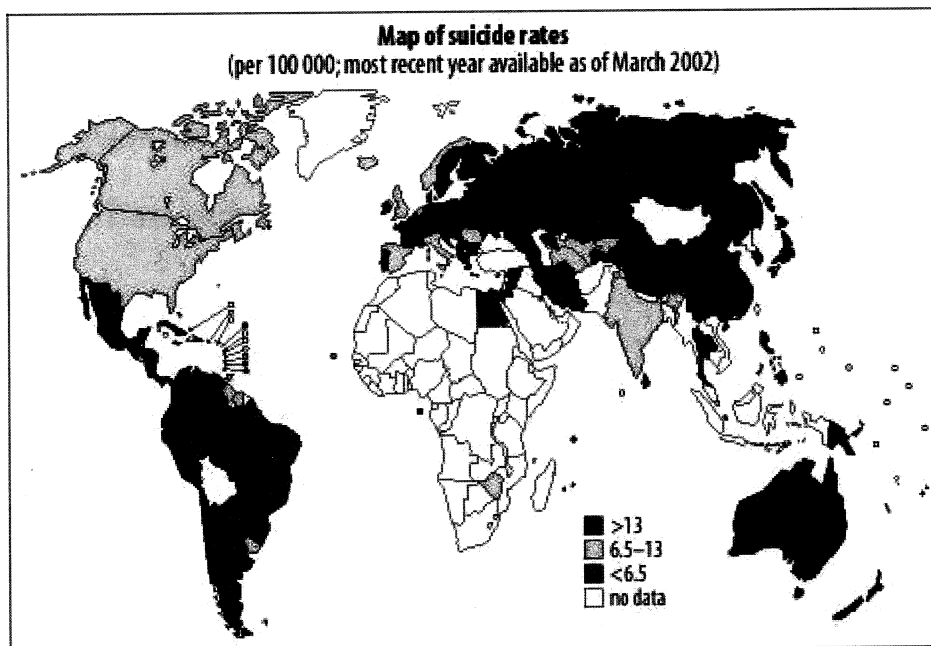 Map of suicide rates
(per 100 000; most recent year available as of March 2002)
>13
6.5–13
<6.5
no data